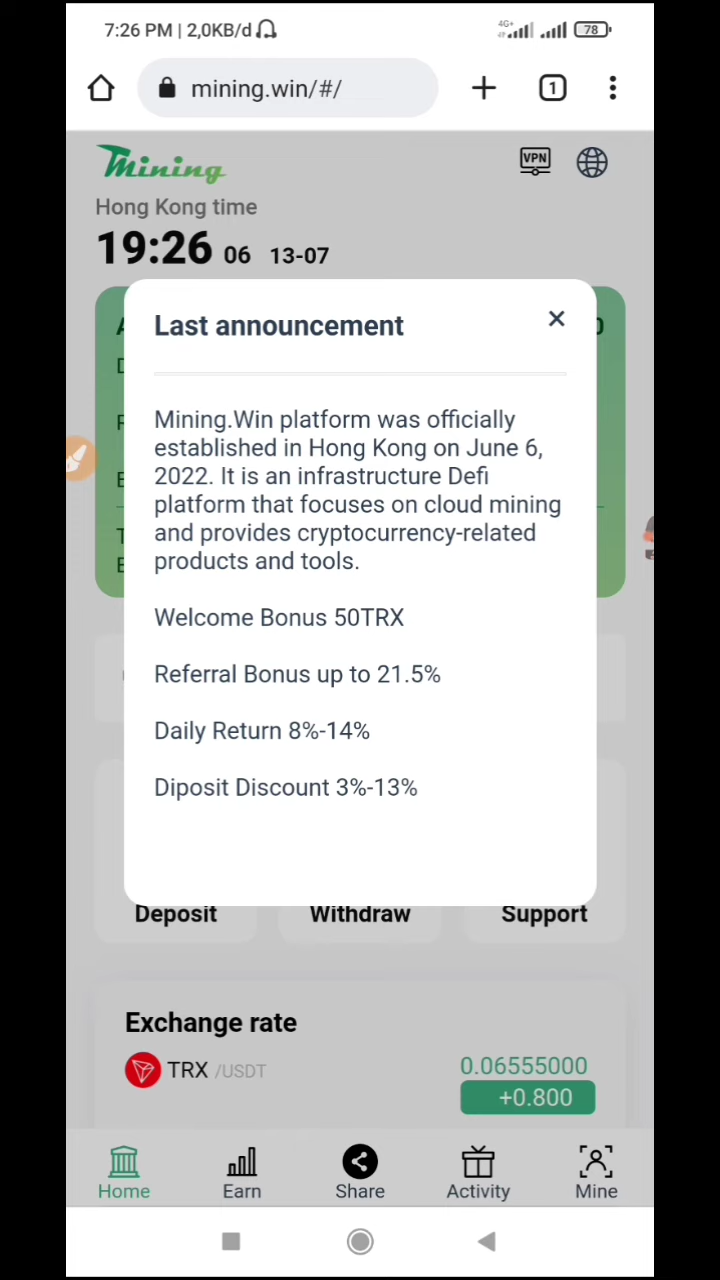 7:26 PM | 2,0KB/d
4G+
78
mining.win/#/
1
Mining
VPN
Hong Kong time
19:26 06 13-07
Last announcement
Mining.Win platform was officially
established in Hong Kong on June 6,
2022. It is an infrastructure Defi
platform that focuses on cloud mining
and provides cryptocurrency-related
products and tools.
Welcome Bonus 50TRX
Referral Bonus up to 21.5%
Daily Return 8%-14%
Diposit Discount 3%-13%
Deposit
Withdraw
Support
Exchange rate
TRX /USDT
0.06555000
+0.800
Home
Earn
Share
Activity
Mine